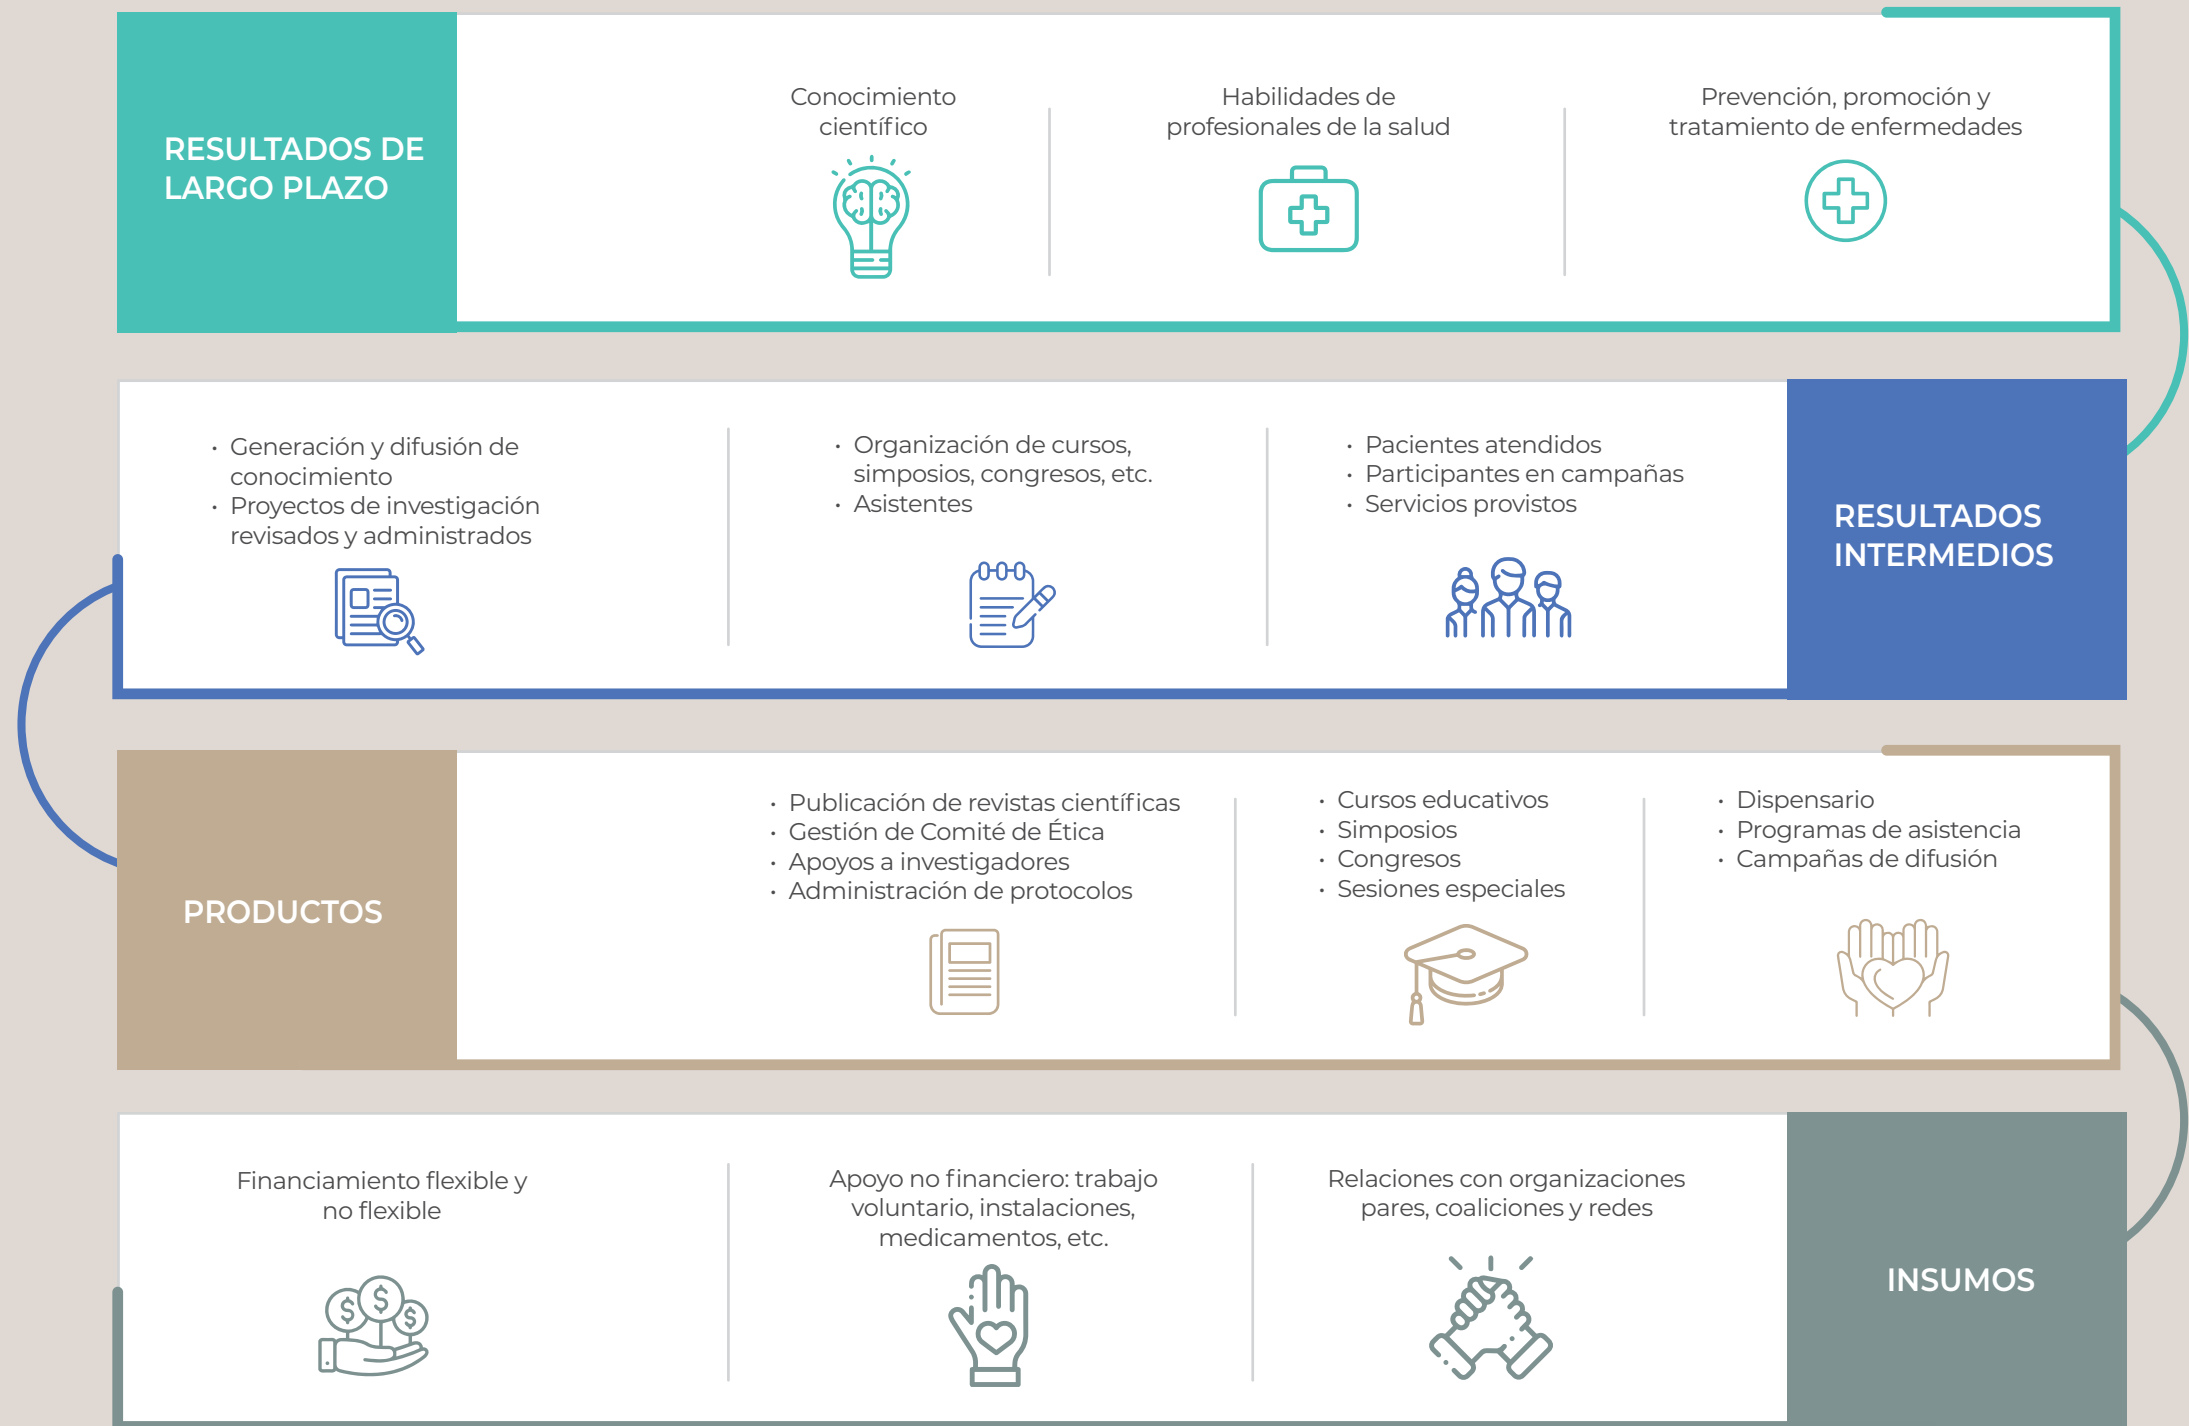 RESULTADOS DE
LARGO PLAZO
Conocimiento
científico
Habilidades de
profesionales de la salud
Prevención, promoción y
tratamiento de enfermedades
· Generación y difusión de
conocimiento
· Proyectos de investigación
revisados y administrados
· Organización de cursos,
simposios, congresos, etc.
· Asistentes
· Pacientes atendidos
· Participantes en campañas
· Servicios provistos
RESULTADOS
INTERMEDIOS
PRODUCTOS
· Publicación de revistas científicas
· Gestión de Comité de Ética
· Apoyos a investigadores
· Administración de protocolos
· Cursos educativos
· Simposios
· Congresos
· Sesiones especiales
· Dispensario
· Programas de asistencia
· Campañas de difusión
Financiamiento flexible y
no flexible
$ $ $
Apoyo no financiero: trabajo
voluntario, instalaciones,
medicamentos, etc.
Relaciones con organizaciones
pares, coaliciones y redes
INSUMOS